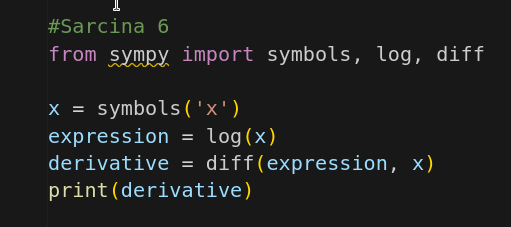 #Sarcina 6
from sympy import symbols, log, diff
x = symbols('x')
expression = log(x)
derivative = diff(expression, x)
print(derivative)